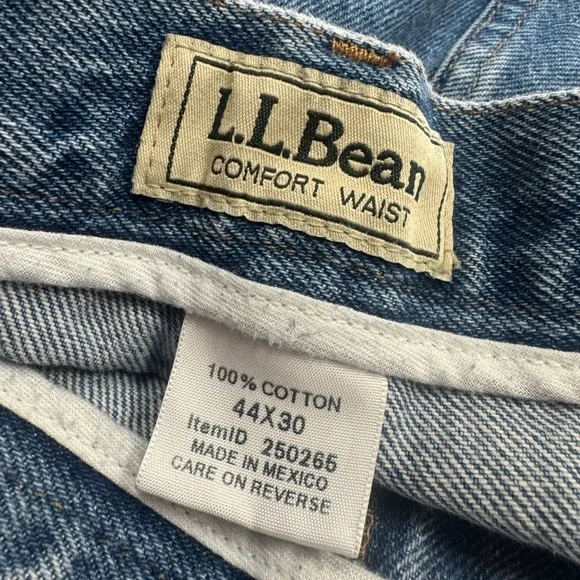 L.L.Bean
COMFORT WAIST
100% COTTON
44X30
ItemID 250265
MADE IN MEXICO
CARE ON REVERSE